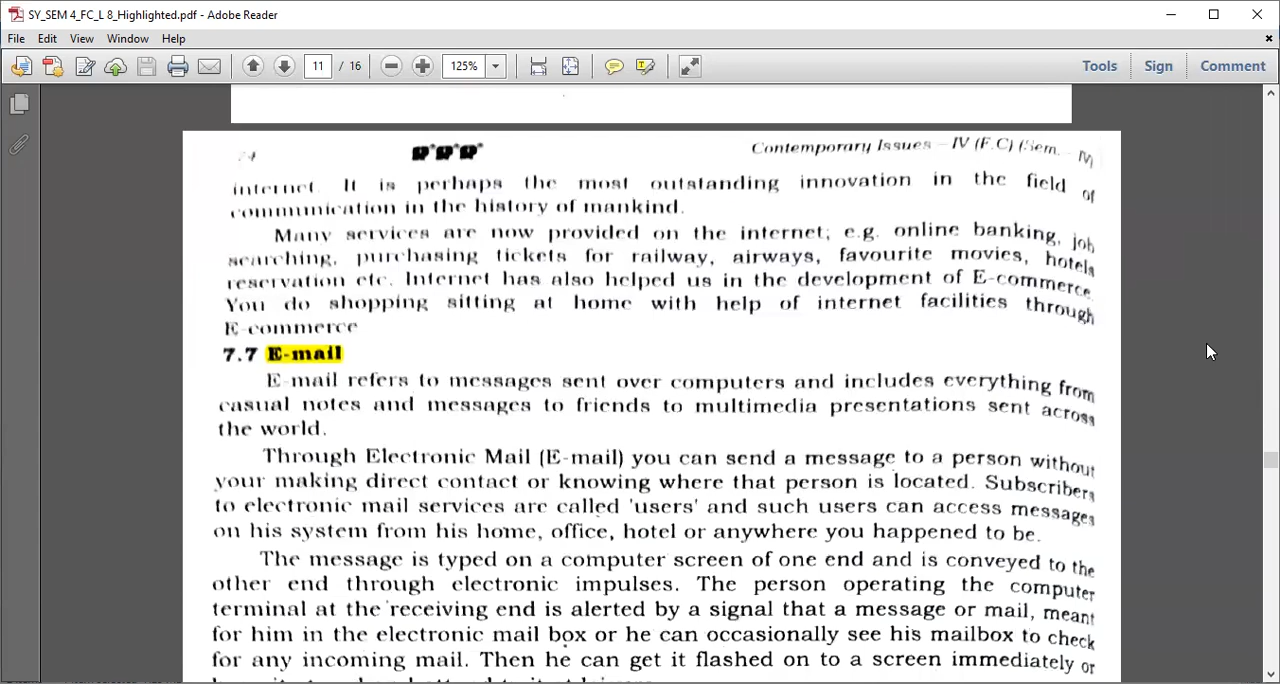 SY_SEM 4_FC_L 8_Highlighted.pdf - Adobe Reader
File Edit View Window Help
11 / 16 125% Tools Sign Comment
Contemporary Issues - IV (F.C) (Sem. - IV)
internet. It is perhaps the most outstanding innovation in the field of
communication in the history of mankind.
Many services are now provided on the internet; e.g. online banking, job
searching, purchasing tickets for railway, airways, favourite movies, hotels
reservation etc. Internet has also helped us in the development of E-commerce.
You do shopping sitting at home with help of internet facilities through
E-commerce
7.7 E-mail
E-mail refers to messages sent over computers and includes everything from
casual notes and messages to friends to multimedia presentations sent across
the world.
Through Electronic Mail (E-mail) you can send a message to a person without
your making direct contact or knowing where that person is located. Subscribers
to electronic mail services are called 'users' and such users can access messages
on his system from his home, office, hotel or anywhere you happened to be.
The message is typed on a computer screen of one end and is conveyed to the
other end through electronic impulses. The person operating the computer
terminal at the receiving end is alerted by a signal that a message or mail, meant
for him in the electronic mail box or he can occasionally see his mailbox to check
for any incoming mail. Then he can get it flashed on to a screen immediately or